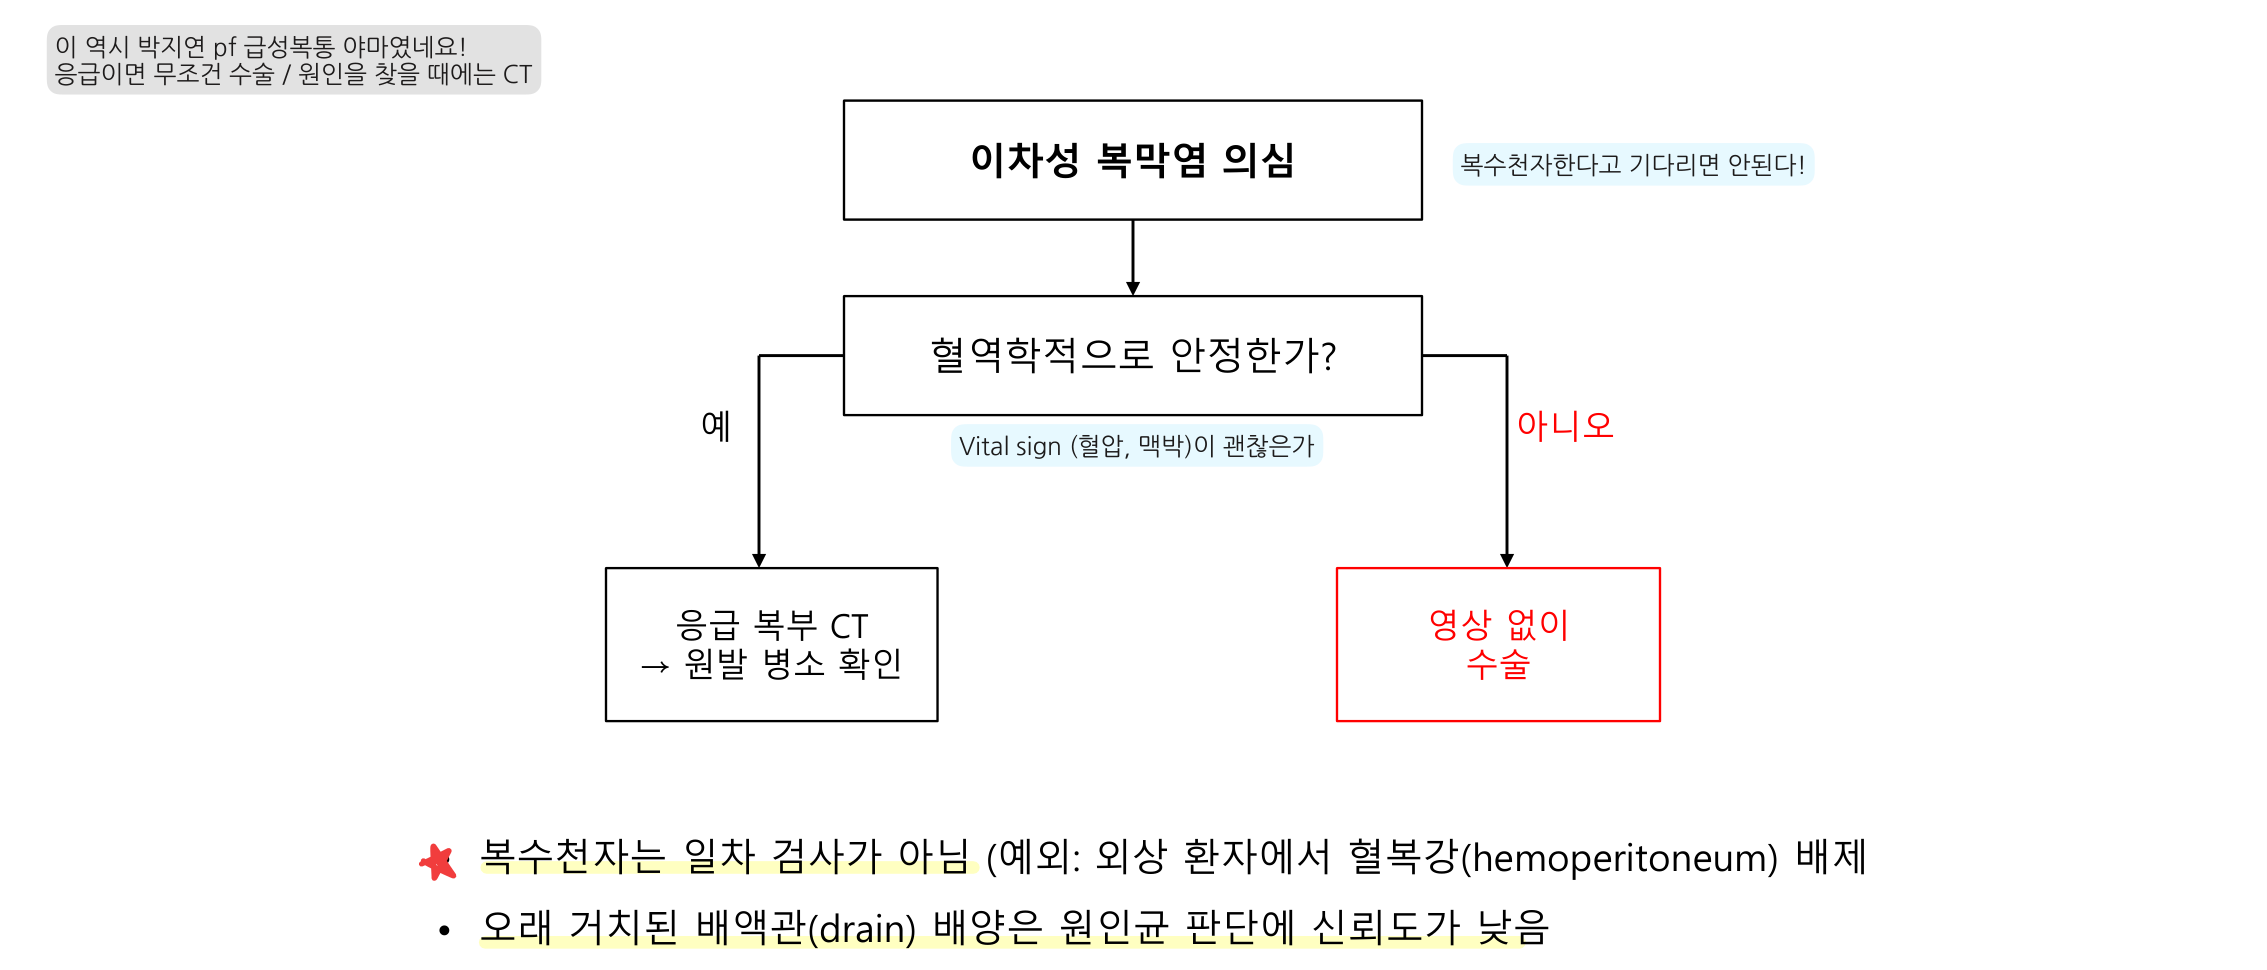 이 역시 박지연 pf 급성복통 야마였네요!
응급이면 무조건 수술 / 원인을 찾을 때에는 CT
이차성 복막염 의심
복수천자한다고 기다리면 안된다!
혈역학적으로 안정한가?
예
아니오
Vital sign (혈압, 맥박)이 괜찮은가
응급 복부 CT
→ 원발 병소 확인
영상 없이
수술
복수천자는 일차 검사가 아님 (예외: 외상 환자에서 혈복강(hemoperitoneum) 배제
• 오래 거치된 배액관(drain) 배양은 원인균 판단에 신뢰도가 낮음